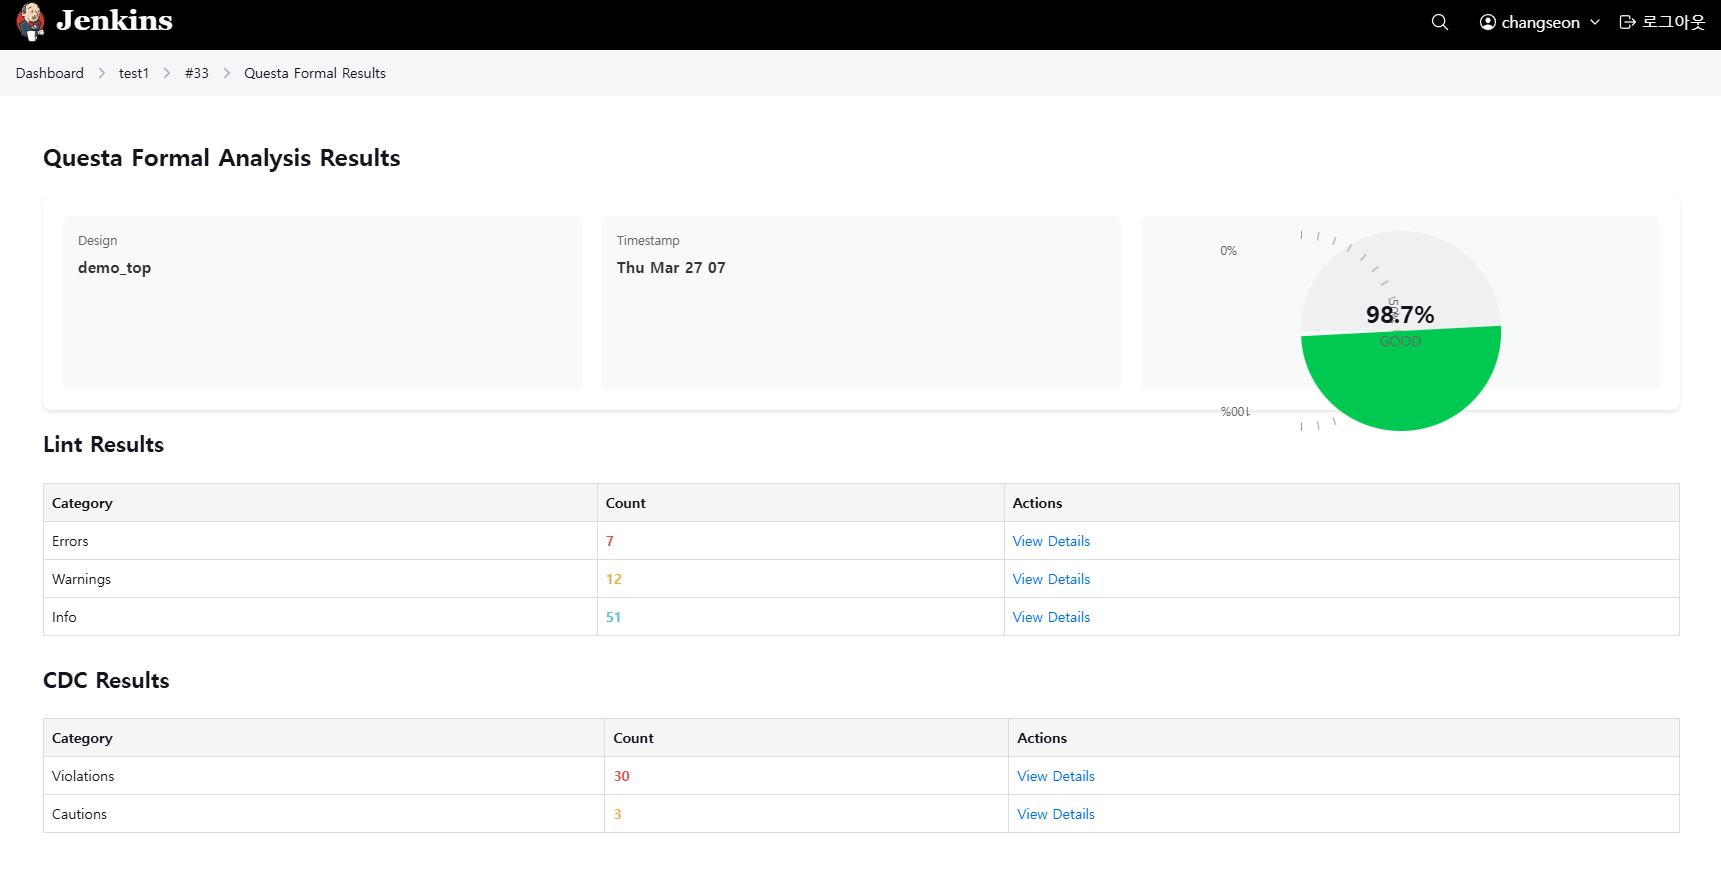 Jenkins
changseon 로그아웃
Dashboard test1 #33 Questa Formal Results
Questa Formal Analysis Results
Design
demo_top
Timestamp
Thu Mar 27 07
0%
50%
98.7%
GOOD
100%
Lint Results
Category Count Actions
Errors 7 View Details
Warnings 12 View Details
Info 51 View Details
CDC Results
Category Count Actions
Violations 30 View Details
Cautions 3 View Details